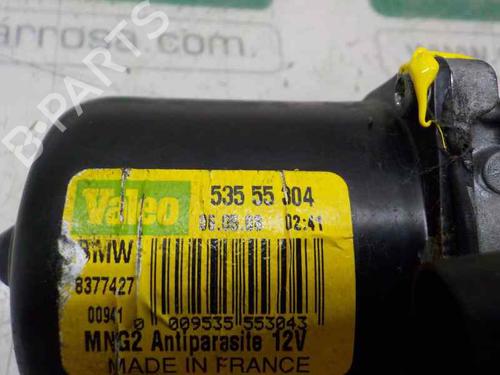 arrosa.com
B-Parts
Valeo
535 55 304
02:41
BMW
8377427
00941
0 009535 553043
MNG2 Antiparasite 12V
MADE IN FRANCE